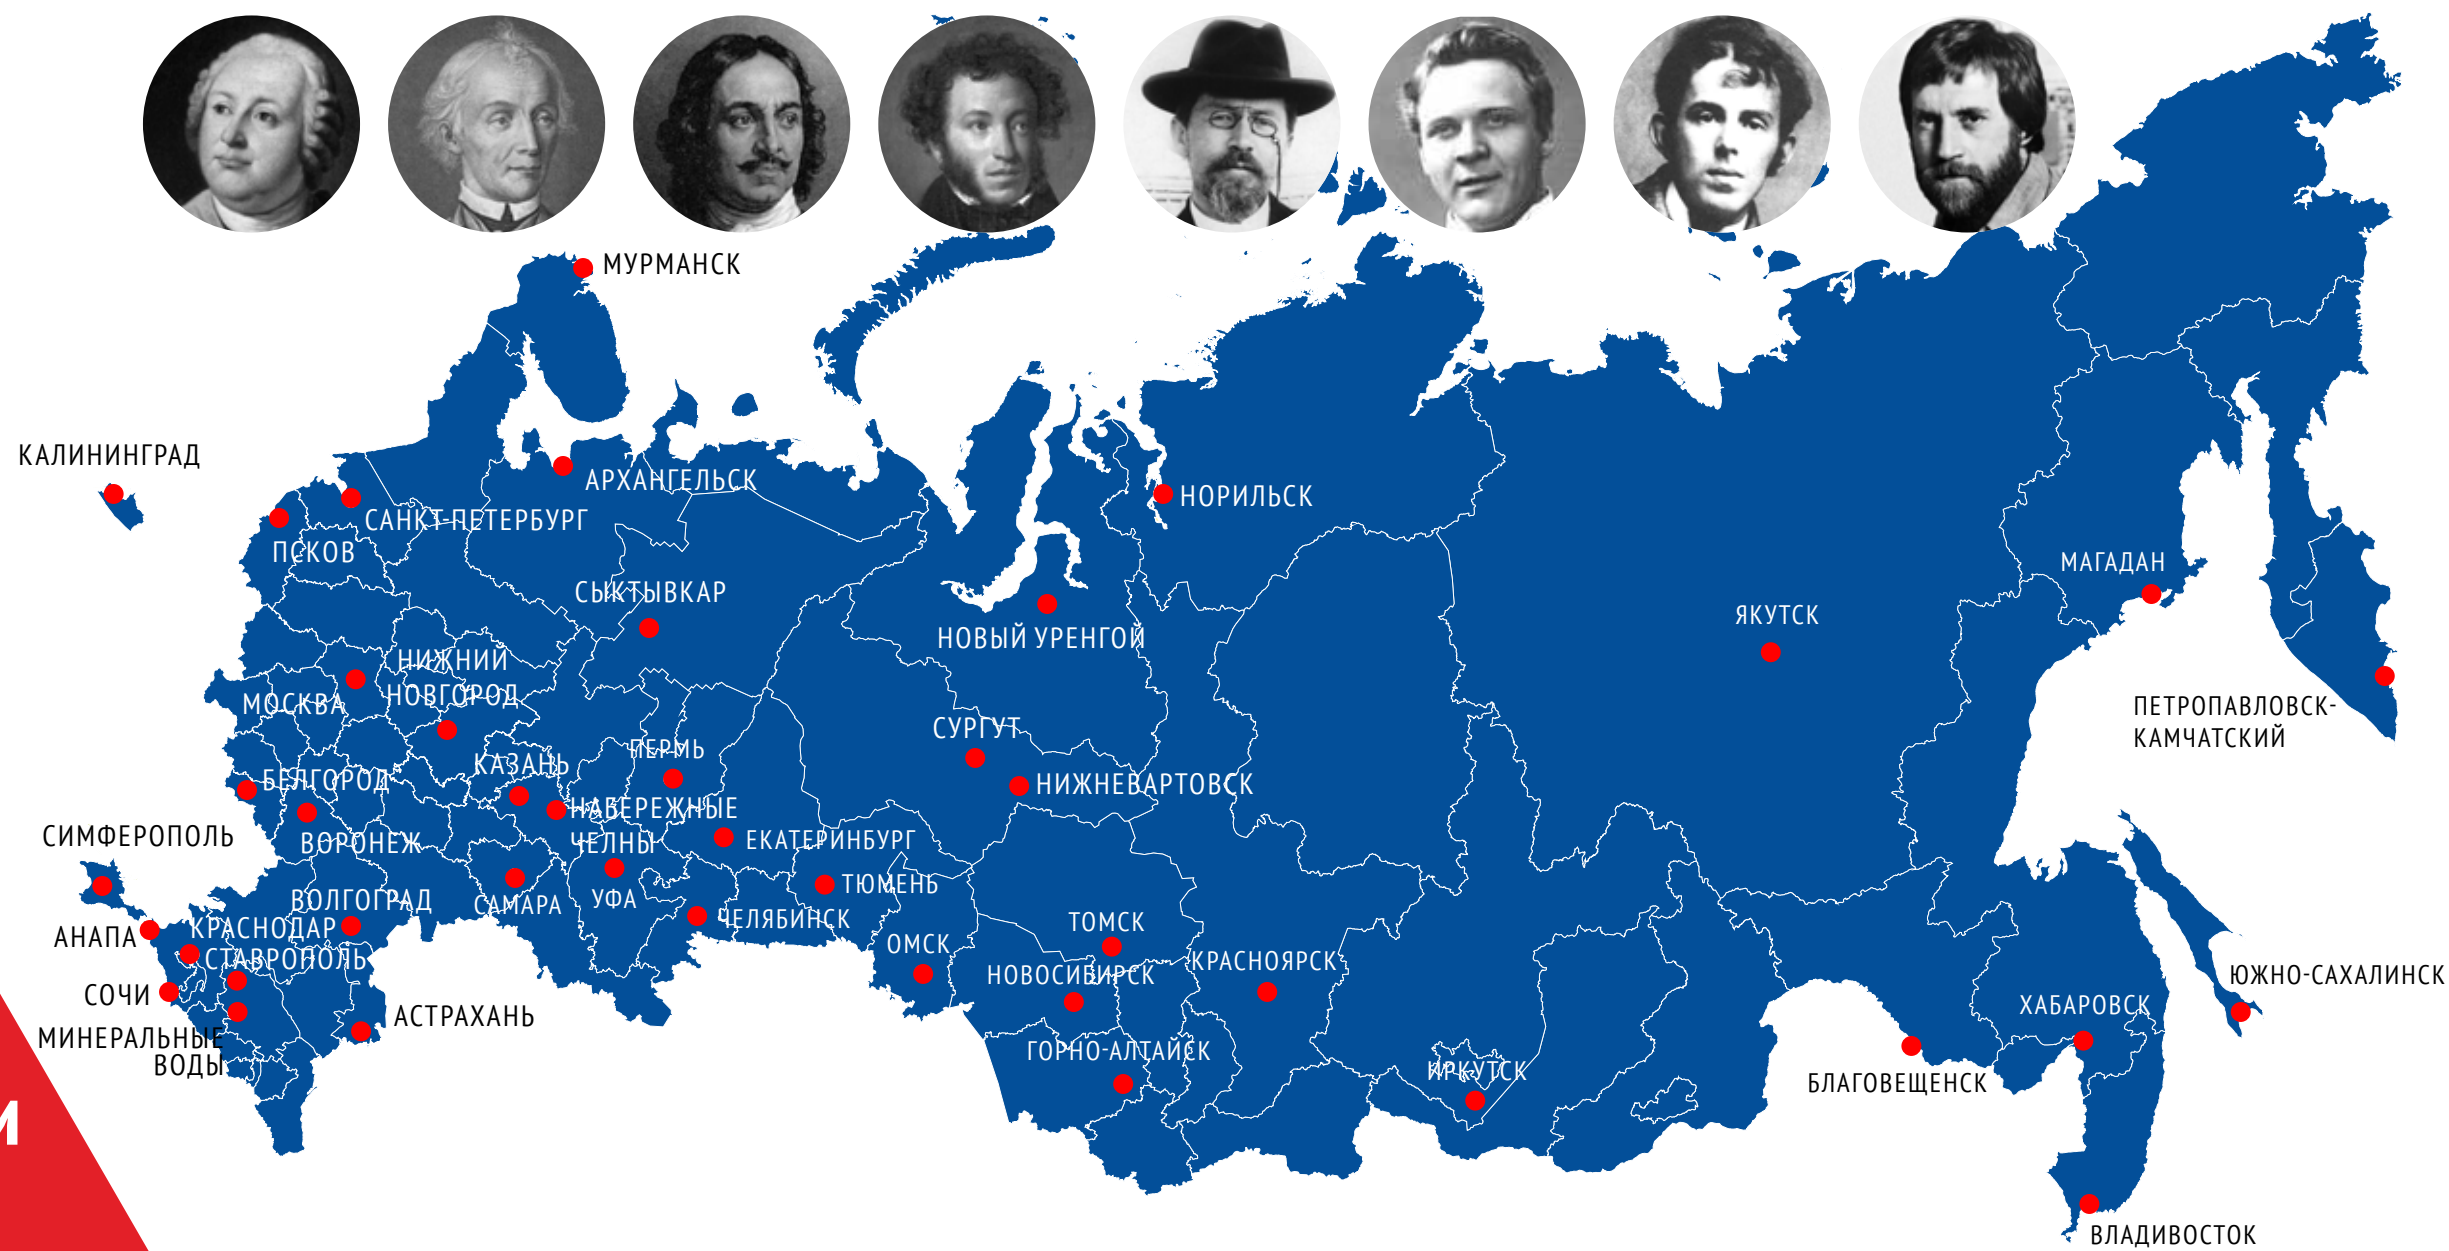 МУРМАНСК
КАЛИНИНГРАД
АРХАНГЕЛЬСК
НОРИЛЬСК
САНКТ-ПЕТЕРБУРГ
ПСКОВ
МАГАДАН
СЫКТЫВКАР
ЯКУТСК
НОВЫЙ УРЕНГОЙ
НИЖНИЙ
НОВГОРОД
МОСКВА
ПЕТРОПАВЛОВСК-
КАМЧАТСКИЙ
СУРГУТ
ПЕРМЬ
КАЗАНЬ
БЕЛГОРОД
НИЖНЕВАРТОВСК
НАБЕРЕЖНЫЕ
ЧЕЛНЫ
СИМФЕРОПОЛЬ
ВОРОНЕЖ
ЕКАТЕРИНБУРГ
ТЮМЕНЬ
ВОЛГОГРАД
САМАРА
УФА
ЧЕЛЯБИНСК
ТОМСК
АНАПА
КРАСНОДАР
ОМСК
СТАВРОПОЛЬ
КРАСНОЯРСК
НОВОСИБИРСК
ЮЖНО-САХАЛИНСК
СОЧИ
ХАБАРОВСК
АСТРАХАНЬ
МИНЕРАЛЬНЫЕ
ВОДЫ
ГОРНО-АЛТАЙСК
ИРКУТСК
БЛАГОВЕЩЕНСК
ВЛАДИВОСТОК